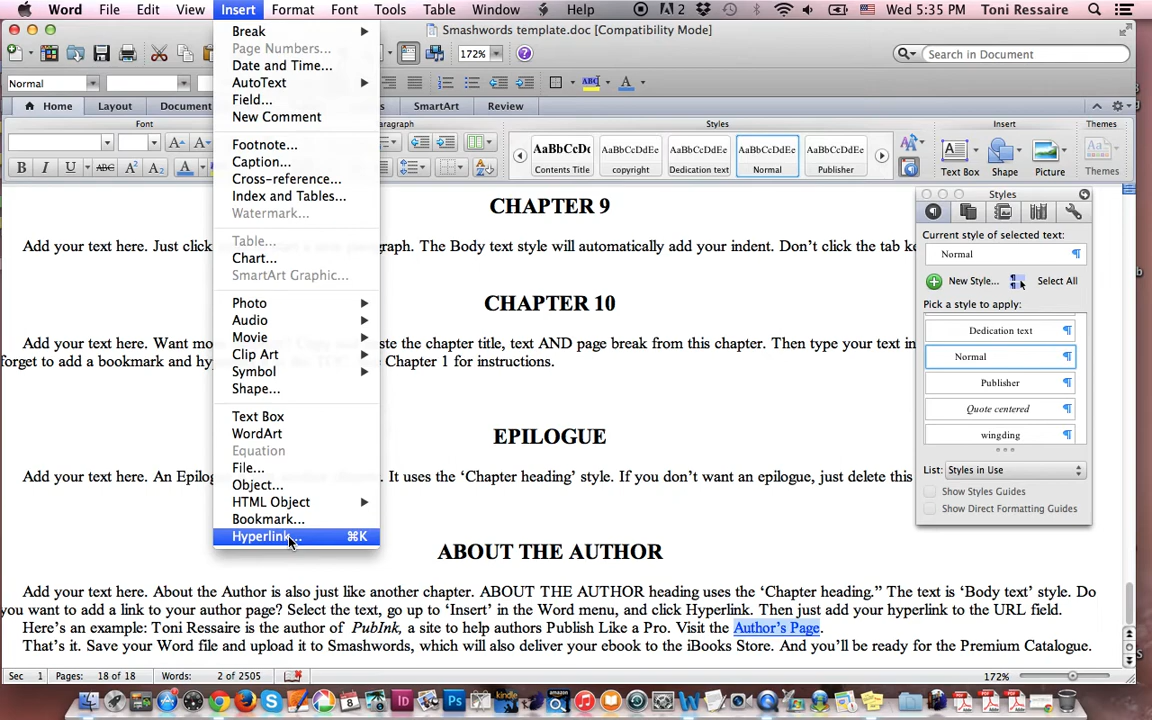 Word File Edit View Insert Format Font Tools Table Window Help 2 Wed 5:35 PM Toni Ressaire
Smashwords template.doc [Compatibility Mode]
172% Search in Document
Normal
Home Layout Document SmartArt Review
Font Paragraph Styles Insert Themes
AaBbCcDc AaBbCcDdEe AaBbCcDdEe AaBbCcDdEe AaBbCcDdEe
Contents Title copyright Dedication text Normal Publisher Text Box Shape Picture Themes
Break
Page Numbers...
Date and Time...
AutoText
Field...
New Comment
Footnote...
Caption...
Cross-reference...
Index and Tables...
Watermark...
Table...
Chart...
SmartArt Graphic...
Photo
Audio
Movie
Clip Art
Symbol
Shape...
Text Box
WordArt
Equation
File...
Object...
HTML Object
Bookmark...
Hyperlink... ⌘K
CHAPTER 9
Add your text here. Just click aragraph. The Body text style will automatically add your indent. Don't click the tab ke
CHAPTER 10
Add your text here. Want mo ste the chapter title, text AND page break from this chapter. Then type your text in
forget to add a bookmark and hy Chapter 1 for instructions.
EPILOGUE
Add your text here. An Epilog It uses the 'Chapter heading' style. If you don't want an epilogue, just delete this
ABOUT THE AUTHOR
Add your text here. About the Author is also just like another chapter. ABOUT THE AUTHOR heading uses the 'Chapter heading." The text is 'Body text' style. Do
you want to add a link to your author page? Select the text, go up to 'Insert' in the Word menu, and click Hyperlink. Then just add your hyperlink to the URL field.
Here's an example: Toni Ressaire is the author of PubInk, a site to help authors Publish Like a Pro. Visit the Author's Page.
That's it. Save your Word file and upload it to Smashwords, which will also deliver your ebook to the iBooks Store. And you'll be ready for the Premium Catalogue.
Styles
Current style of selected text:
Normal
New Style... Select All
Pick a style to apply:
Dedication text
Normal
Publisher
Quote centered
wingding
List: Styles in Use
Show Styles Guides
Show Direct Formatting Guides
Sec 1 Pages: 18 of 18 Words: 2 of 2505 172%